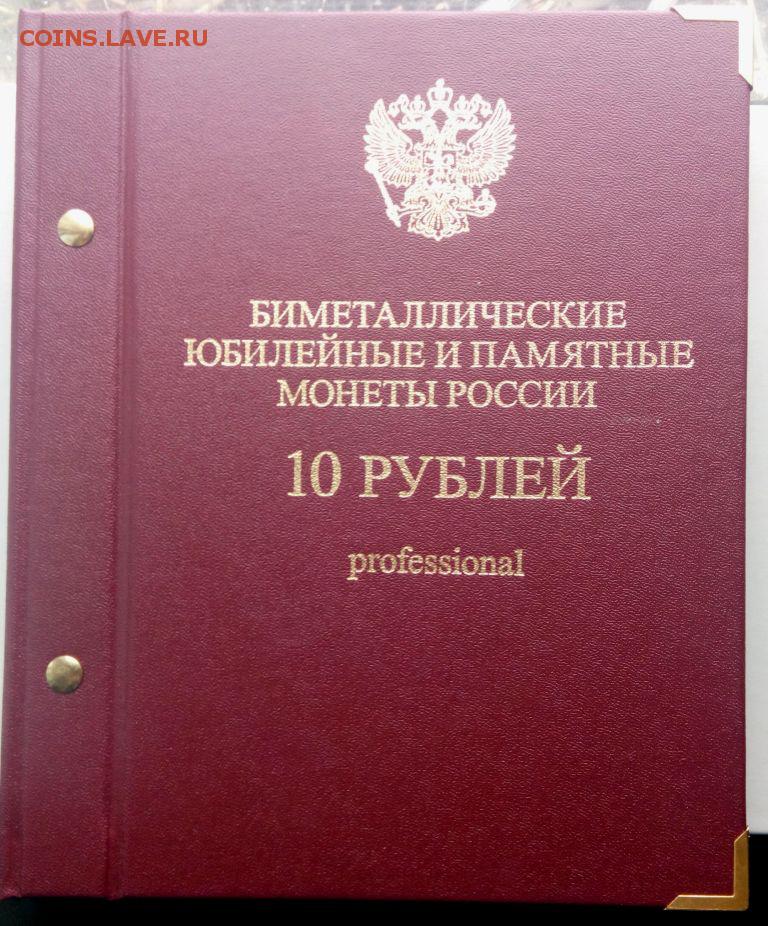 COINS.LAVE.RU
БИМЕТАЛЛИЧЕСКИЕ
ЮБИЛЕЙНЫЕ И ПАМЯТНЫЕ
МОНЕТЫ РОССИИ
10 РУБЛЕЙ
professional